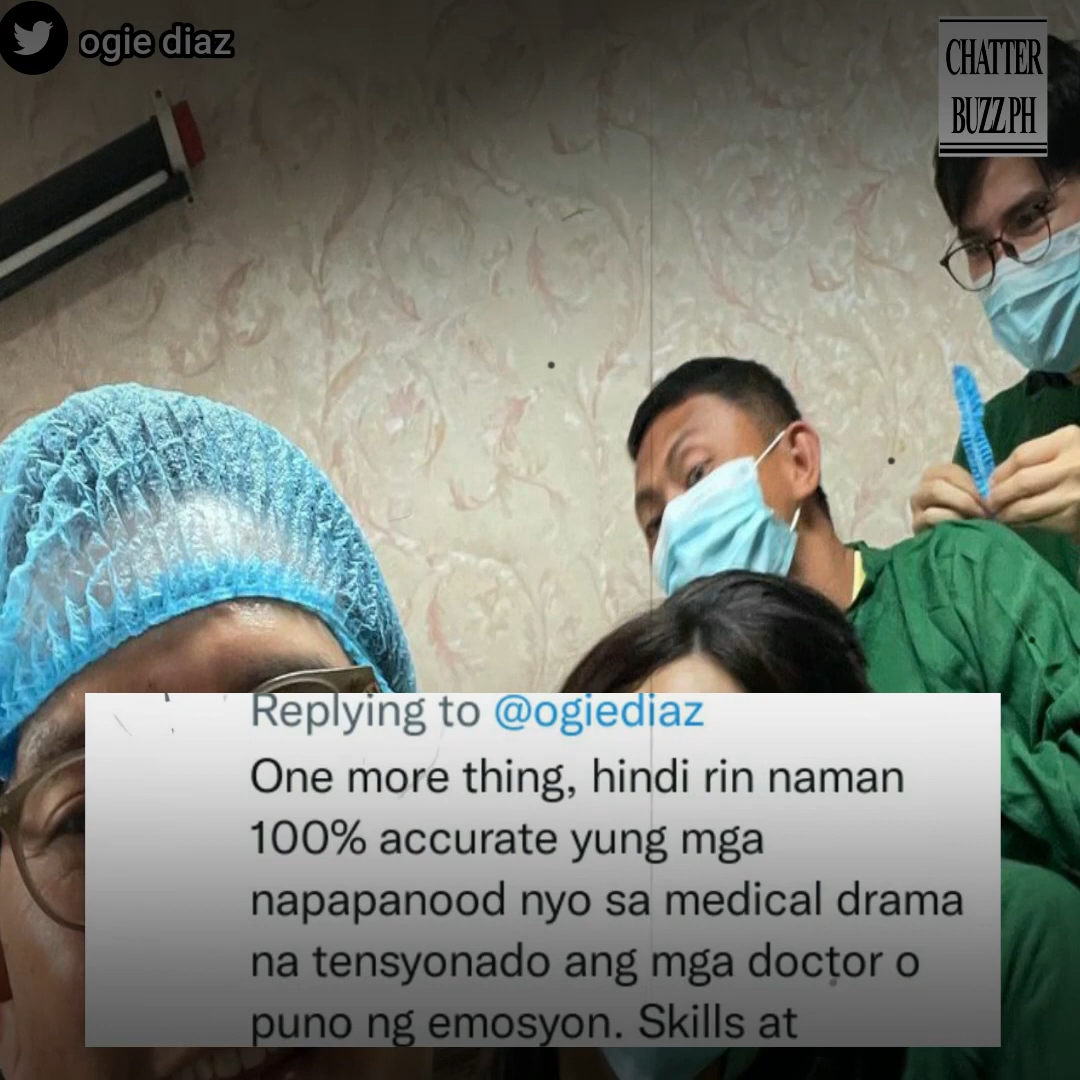 ogie diaz
CHATTER
BUZZ PH
Replying to @ogiediaz
One more thing, hindi rin naman
100% accurate yung mga
napapanood nyo sa medical drama
na tensyonado ang mga doctor o
puno ng emosyon. Skills at